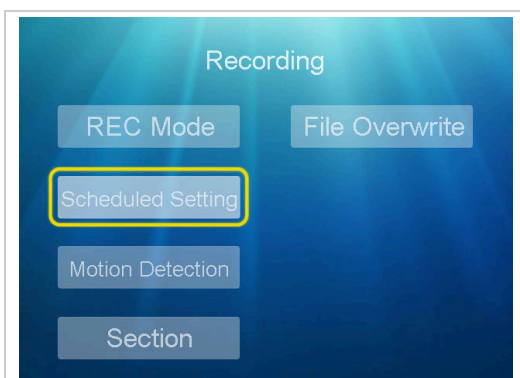 Recording
REC Mode
File Overwrite
Scheduled Setting
Motion Detection
Section